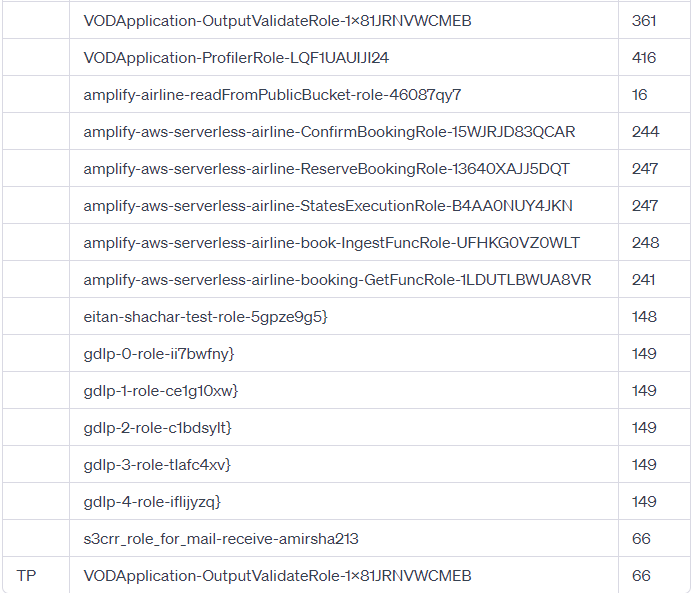 VODApplication-OutputValidateRole-1×81JRNVWCMEB 361
VODApplication-ProfilerRole-LQF1UAUIJI24 416
amplify-airline-readFromPublicBucket-role-46087qy7 16
amplify-aws-serverless-airline-ConfirmBookingRole-15WJRJD83QCAR 244
amplify-aws-serverless-airline-ReserveBookingRole-13640XAJJ5DQT 247
amplify-aws-serverless-airline-StatesExecutionRole-B4AA0NUY4JKN 247
amplify-aws-serverless-airline-book-IngestFuncRole-UFHKG0VZ0WLT 248
amplify-aws-serverless-airline-booking-GetFuncRole-1LDUTLBWUA8VR 241
eitan-shachar-test-role-5gpze9g5} 148
gdlp-0-role-ii7bwfny} 149
gdlp-1-role-ce1g10xw} 149
gdlp-2-role-c1bdsylt} 149
gdlp-3-role-tlafc4xv} 149
gdlp-4-role-iflijyzq} 149
s3crr_role_for_mail-receive-amirsha213 66
TP VODApplication-OutputValidateRole-1×81JRNVWCMEB 66